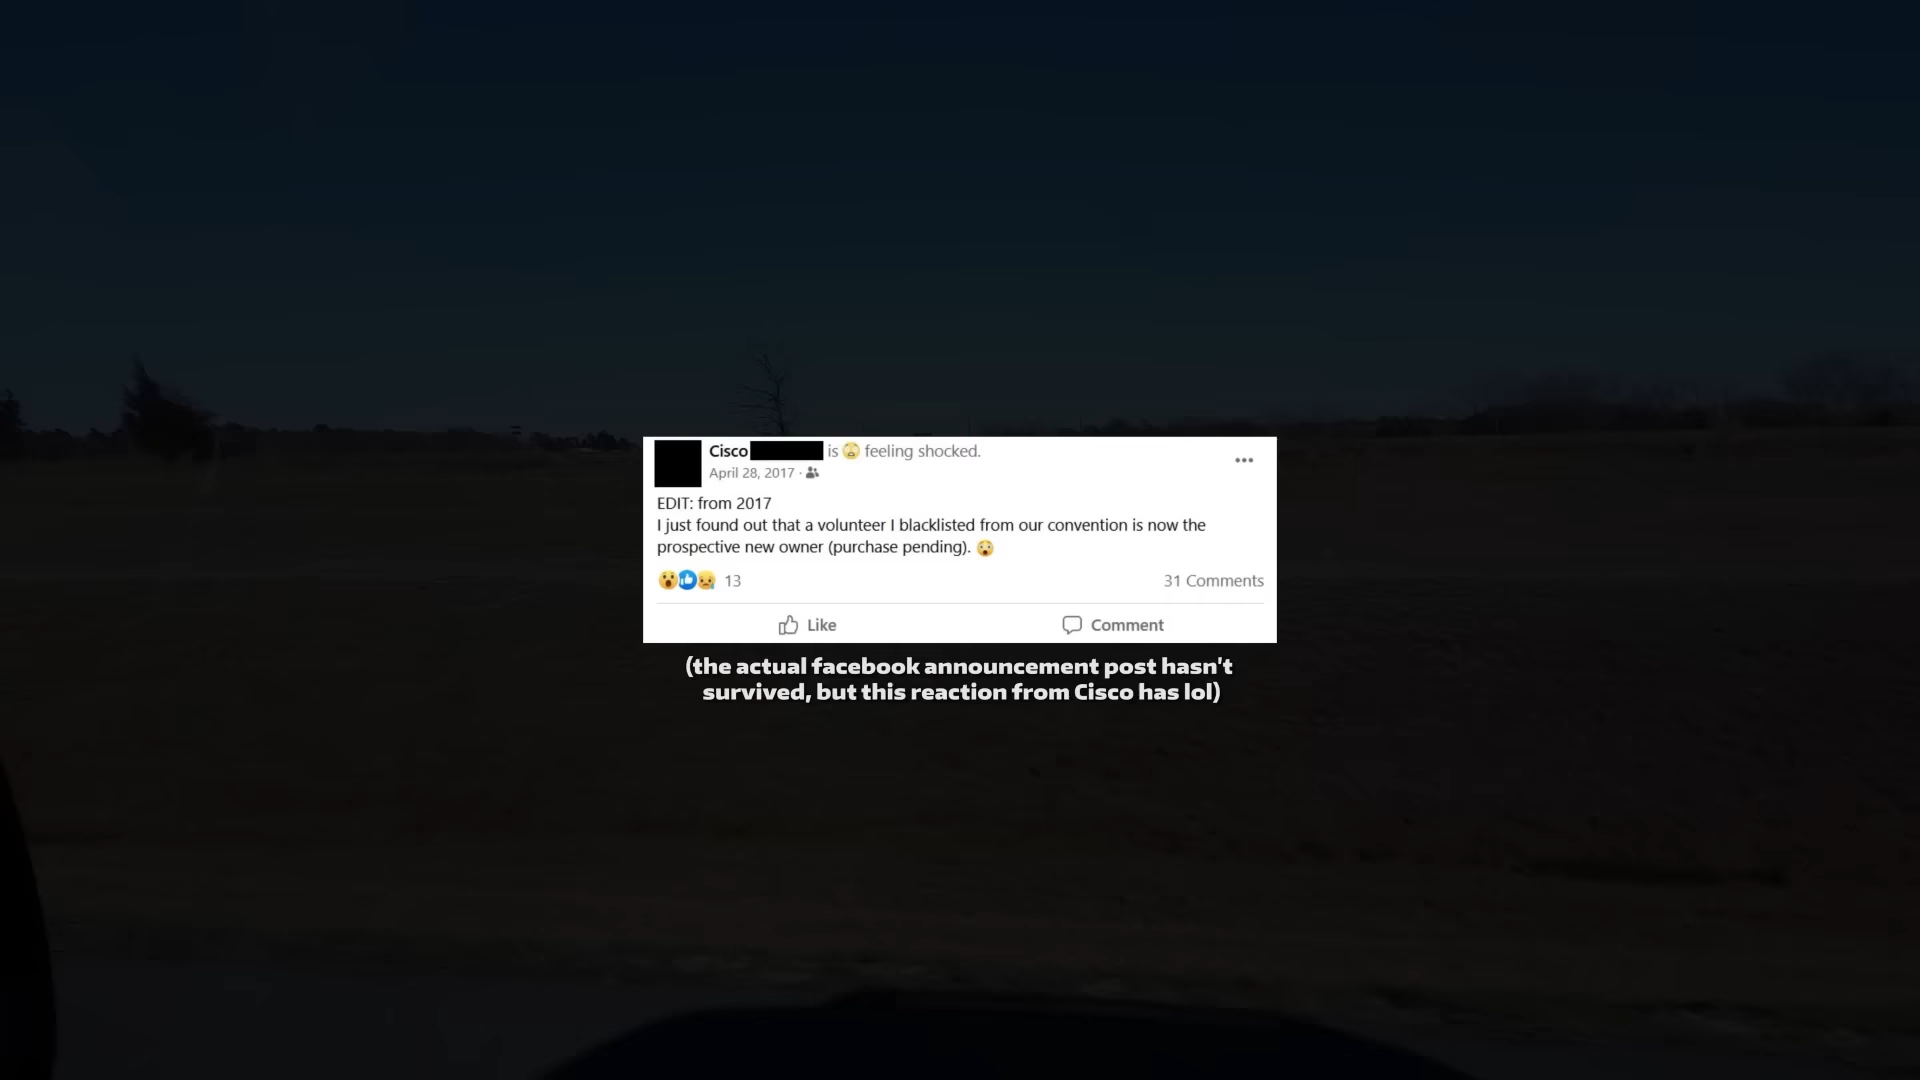 Cisco is 😲 feeling shocked.
April 28, 2017 ·
EDIT: from 2017
I just found out that a volunteer I blacklisted from our convention is now the
prospective new owner (purchase pending). 😲
13
31 Comments
Like
Comment
(the actual facebook announcement post hasn't
survived, but this reaction from Cisco has lol)